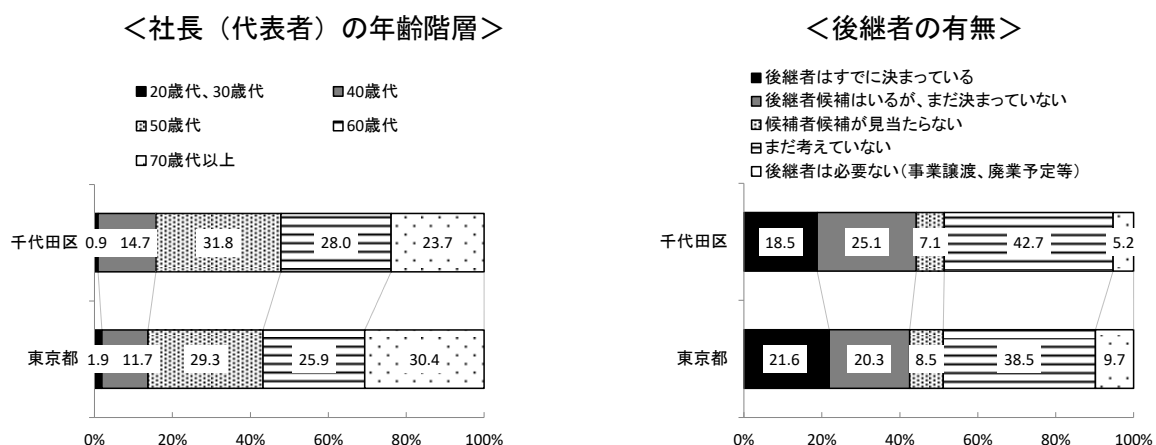 ＜社長（代表者）の年齢階層＞
■20歳代、30歳代 ■40歳代
50歳代 60歳代
□70歳代以上
千代田区 0.9 14.7 31.8 28.0 23.7
東京都 1.9 11.7 29.3 25.9 30.4
0% 20% 40% 60% 80% 100%
＜後継者の有無＞
■後継者はすでに決まっている
■後継者候補はいるが、まだ決まっていない
候補者候補が見当たらない
まだ考えていない
□後継者は必要ない（事業譲渡、廃業予定等）
千代田区 18.5 25.1 7.1 42.7 5.2
東京都 21.6 20.3 8.5 38.5 9.7
0% 20% 40% 60% 80% 100%